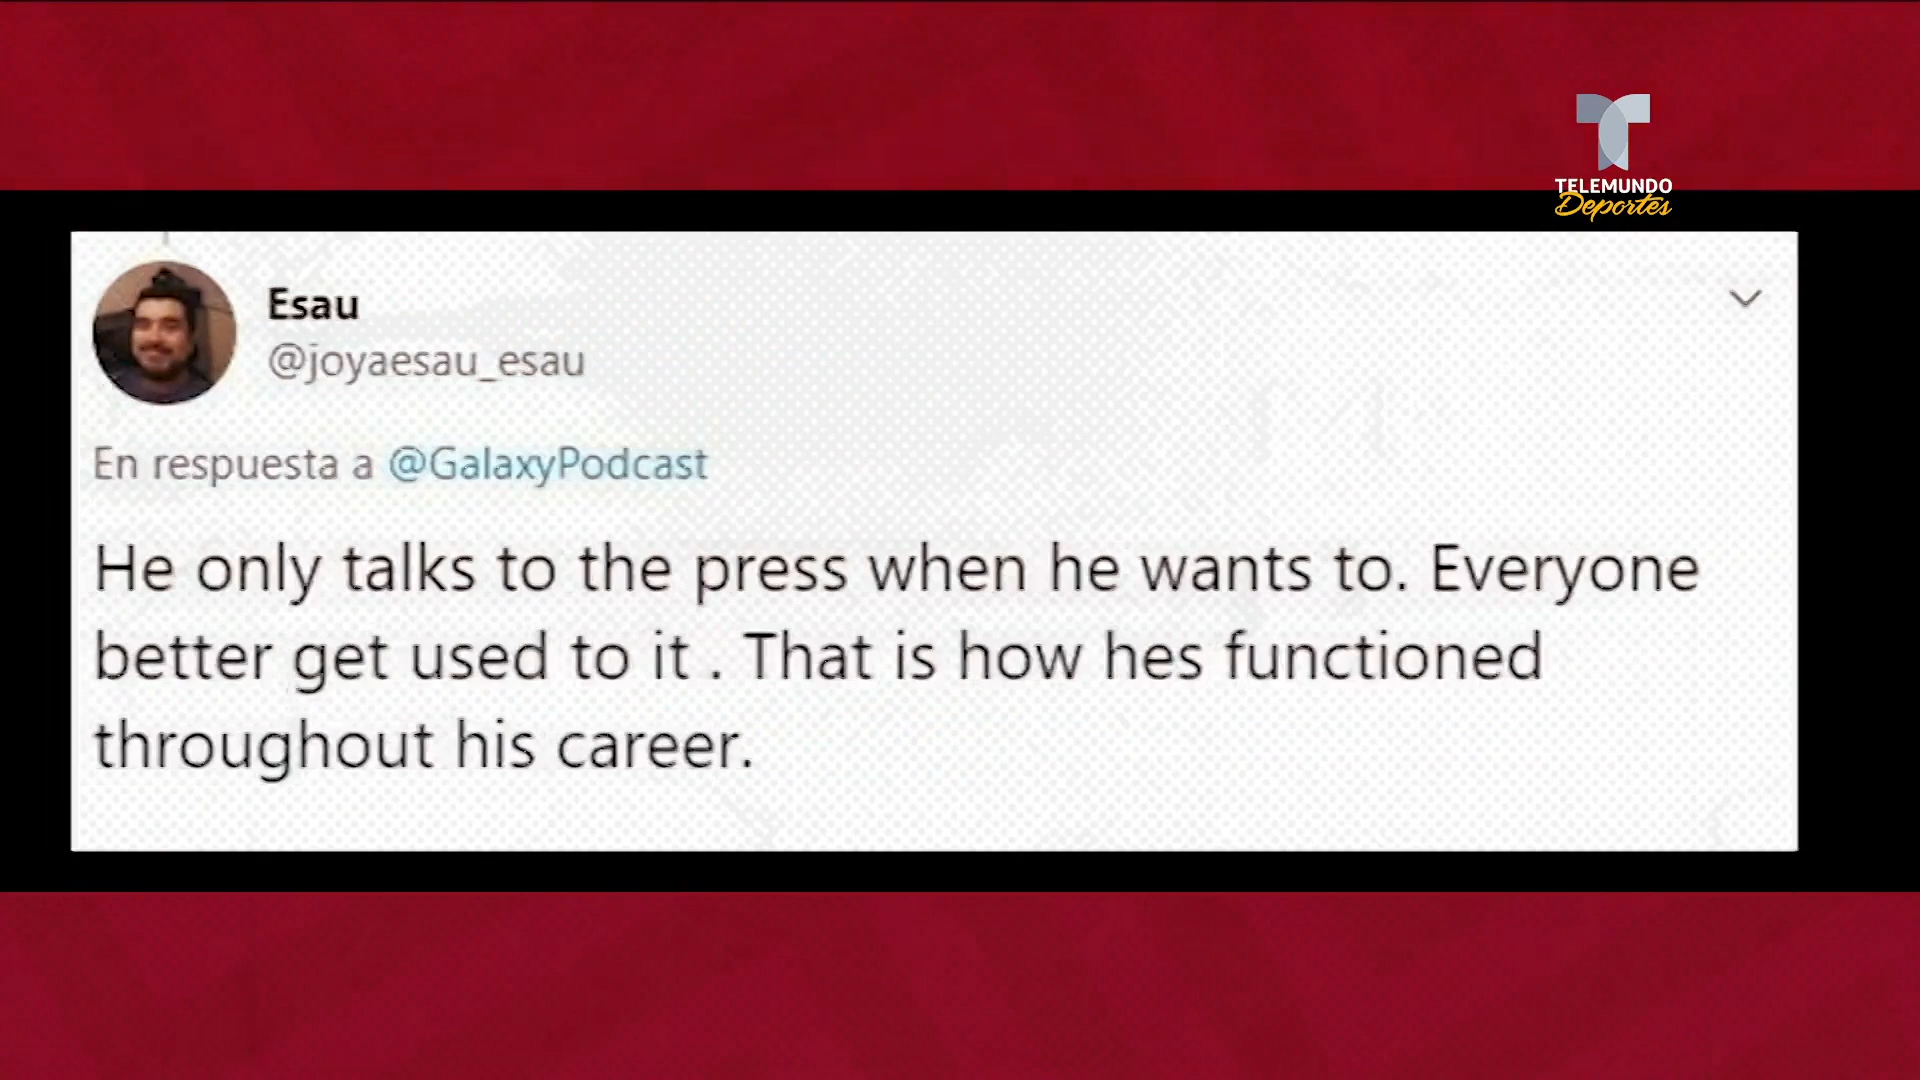 TELEMUNDO
Deportes
Esau
@joyaesau_esau
En respuesta a @GalaxyPodcast
He only talks to the press when he wants to. Everyone
better get used to it . That is how hes functioned
throughout his career.